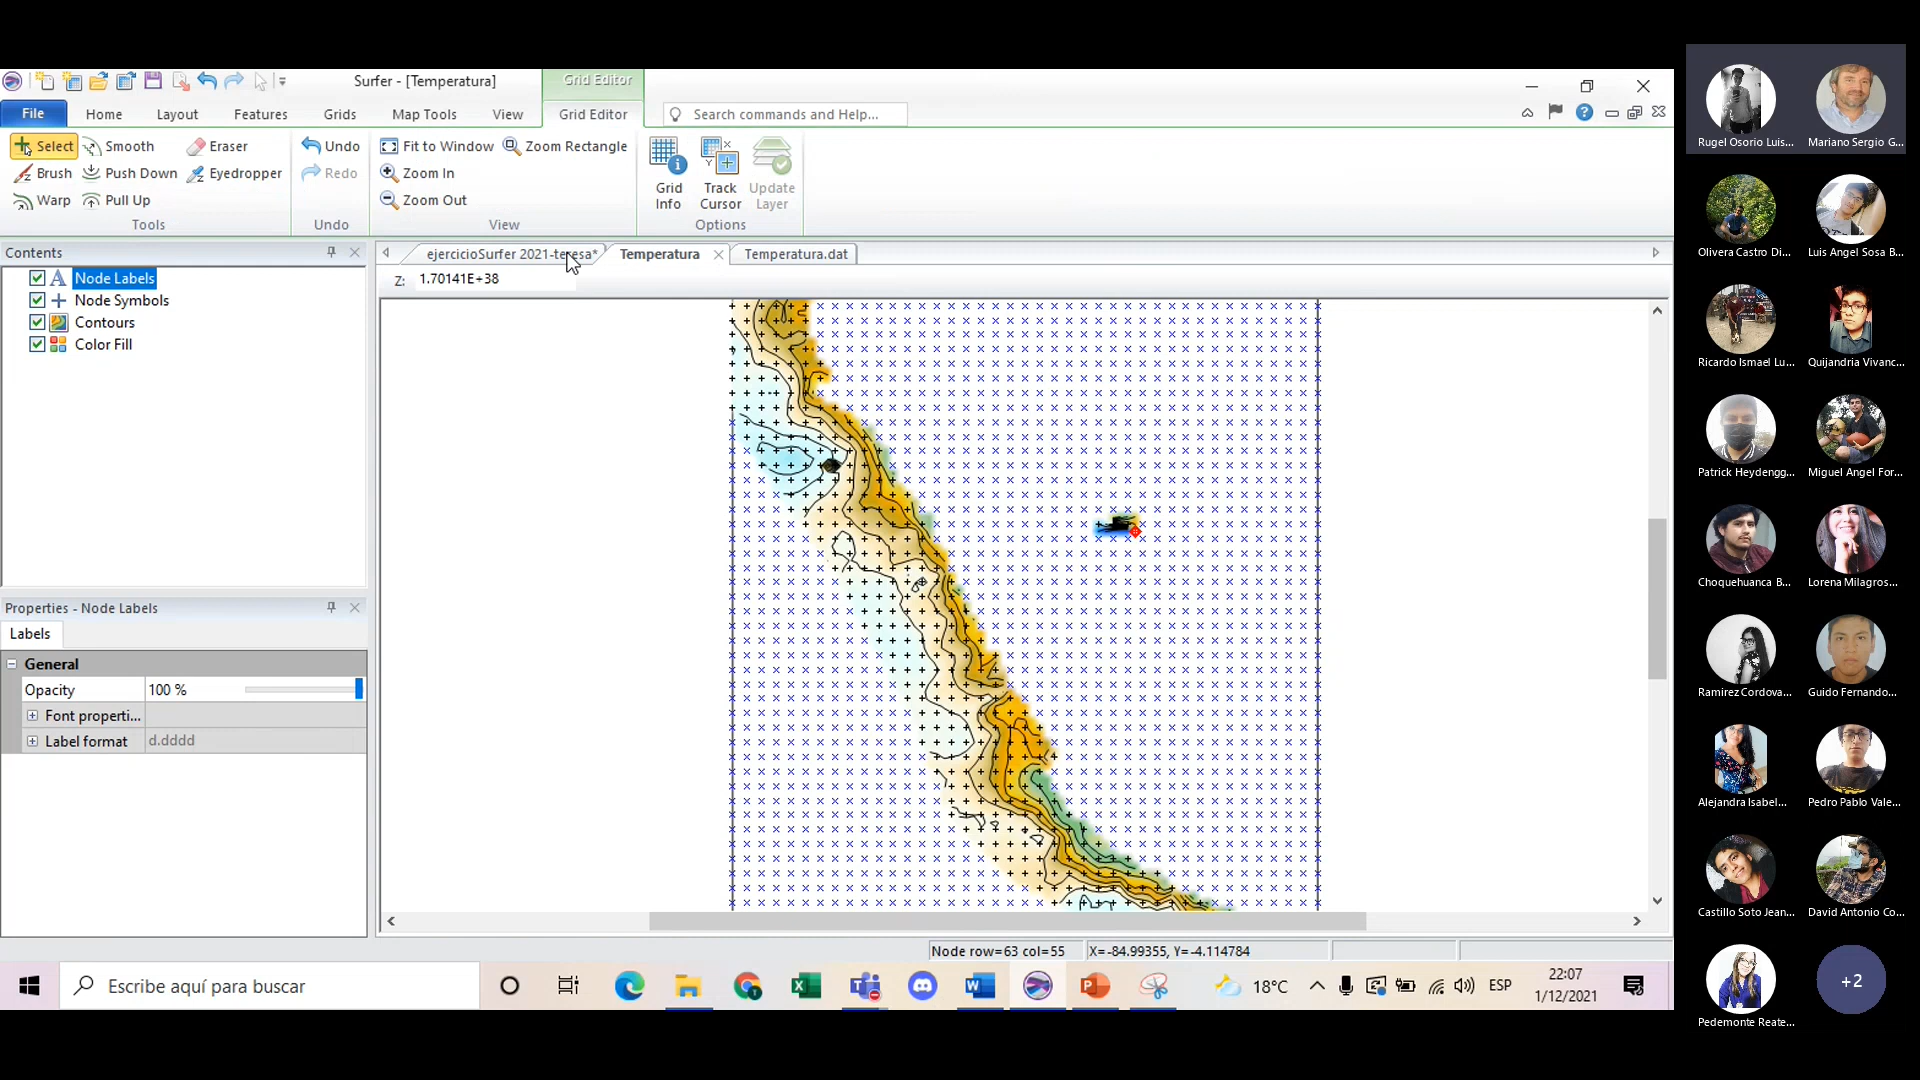 Surfer - [Temperatura]
Grid Editor
File
Home
Layout
Features
Grids
Map Tools
View
Grid Editor
Search commands and Help...
Select
Smooth
Eraser
Brush
Push Down
Eyedropper
Warp
Pull Up
Tools
Undo
Redo
Undo
Fit to Window
Zoom Rectangle
Zoom In
Zoom Out
View
Grid Info
Track Cursor
Update Layer
Options
Contents
Node Labels
Node Symbols
Contours
Color Fill
ejercicioSurfer 2021-teresa*
Temperatura
Temperatura.dat
Z: 1.70141E+38
Properties - Node Labels
Labels
General
Opacity
100 %
Font properti...
Label format
d.dddd
Node row=63 col=55
X=-84.99355, Y=-4.114784
Escribe aquí para buscar
18°C
ESP
22:07
1/12/2021
Rugel Osorio Luis...
Mariano Sergio G...
Olivera Castro Di...
Luis Angel Sosa B...
Ricardo Ismael Lu...
Quijandria Vivanc...
Patrick Heydengg...
Miguel Angel For...
Choquehuanca B...
Lorena Milagros...
Ramirez Cordova...
Guido Fernando...
Alejandra Isabel...
Pedro Pablo Vale...
Castillo Soto Jean...
David Antonio Co...
Pedemonte Reate...
+2